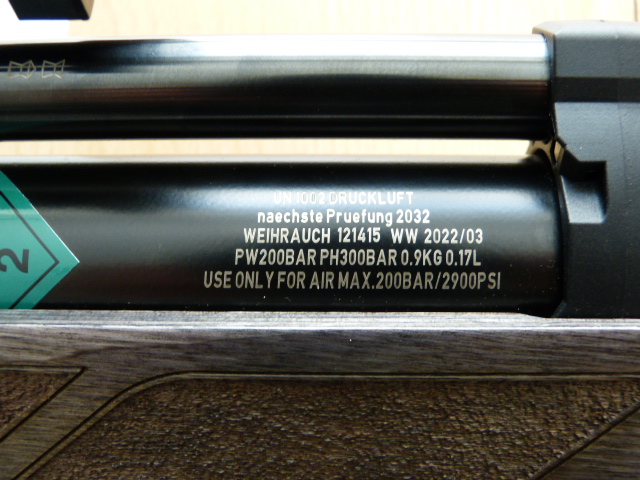 UN 1002 DRUCKLUFT
naechste Pruefung 2032
WEIHRAUCH 121415 WW 2022/03
PW200BAR PH300BAR 0.9KG 0.17L
USE ONLY FOR AIR MAX.200BAR/2900PSI
2